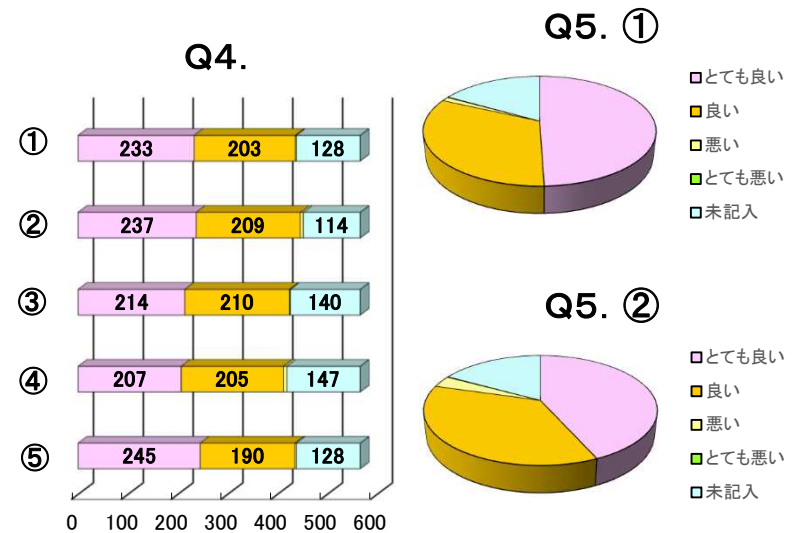 Q4.
① 233 203 128
② 237 209 114
③ 214 210 140
④ 207 205 147
⑤ 245 190 128
0 100 200 300 400 500 600
Q5. ①
とても良い
良い
悪い
とても悪い
未記入
Q5. ②
とても良い
良い
悪い
とても悪い
未記入